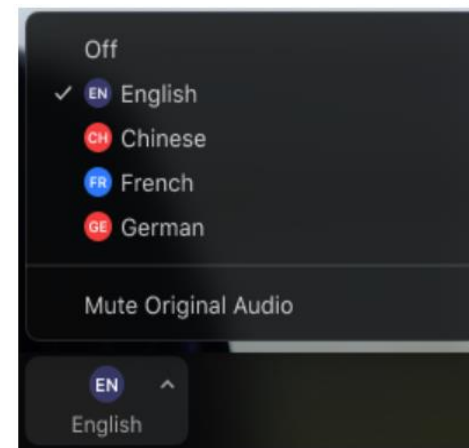 Off
EN English
CH Chinese
FR French
GE German
Mute Original Audio
EN
English